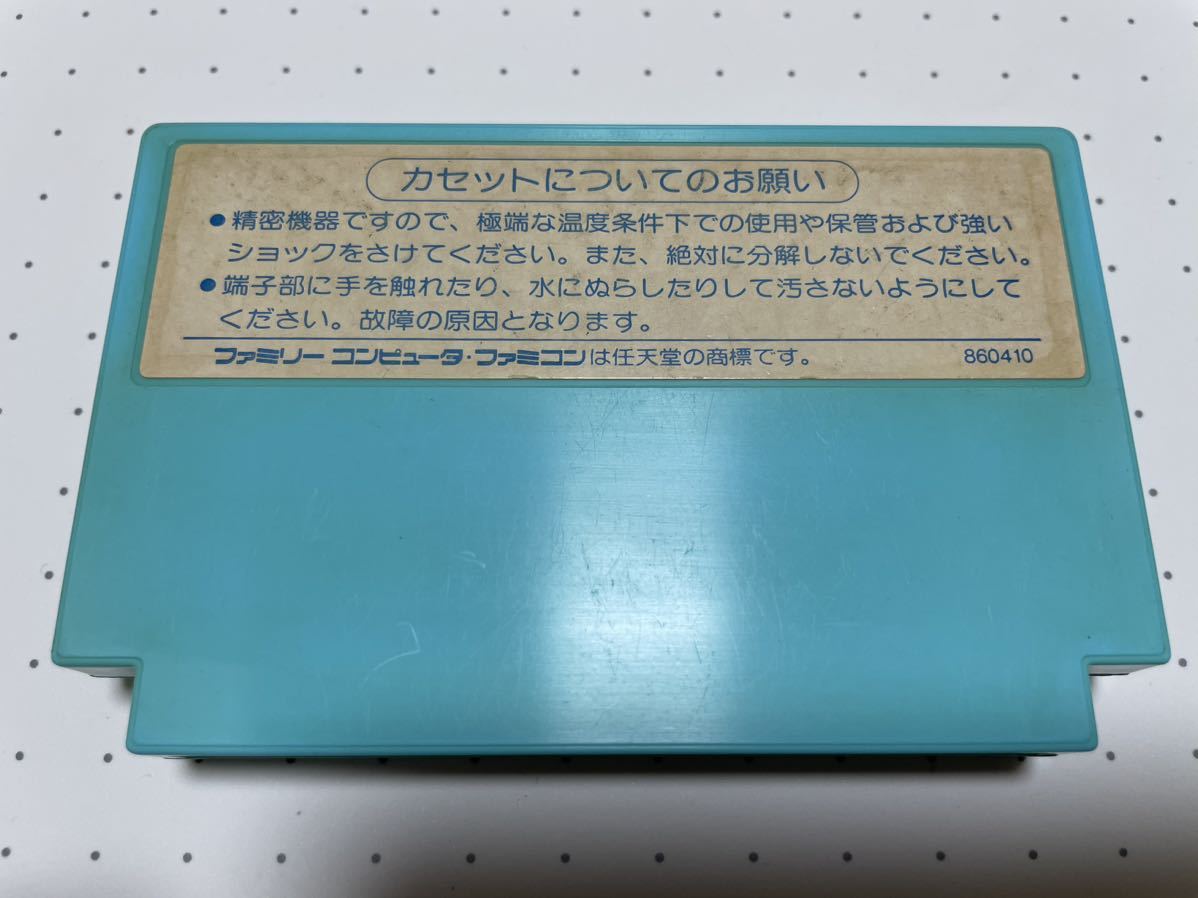 カセットについてのお願い
●精密機器ですので、極端な温度条件下での使用や保管および強い
ショックをさけてください。また、絶対に分解しないでください。
●端子部に手を触れたり、水にぬらしたりして汚さないようにして
ください。故障の原因となります。
ファミリー コンピュータ・ファミコンは任天堂の商標です。 860410